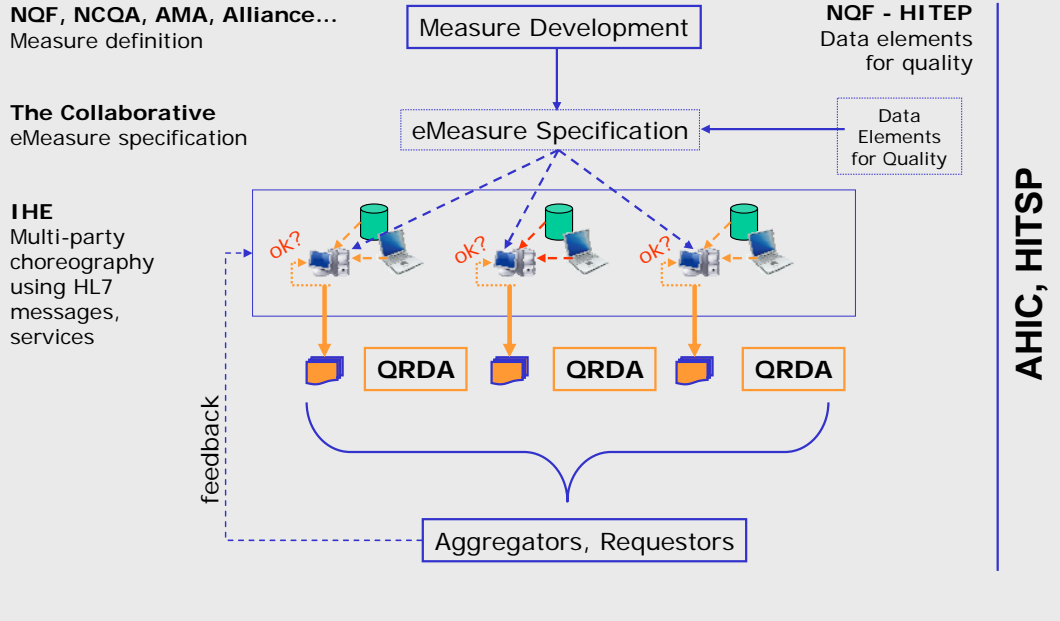 NQF, NCQA, AMA, Alliance...
Measure definition
Measure Development
NQF - HITEP
Data elements
for quality
The Collaborative
eMeasure specification
eMeasure Specification
Data
Elements
for Quality
IHE
Multi-party
choreography
using HL7
messages,
services
ok?
ok?
ok?
QRDA
QRDA
QRDA
feedback
Aggregators, Requestors
AHIC, HITSP